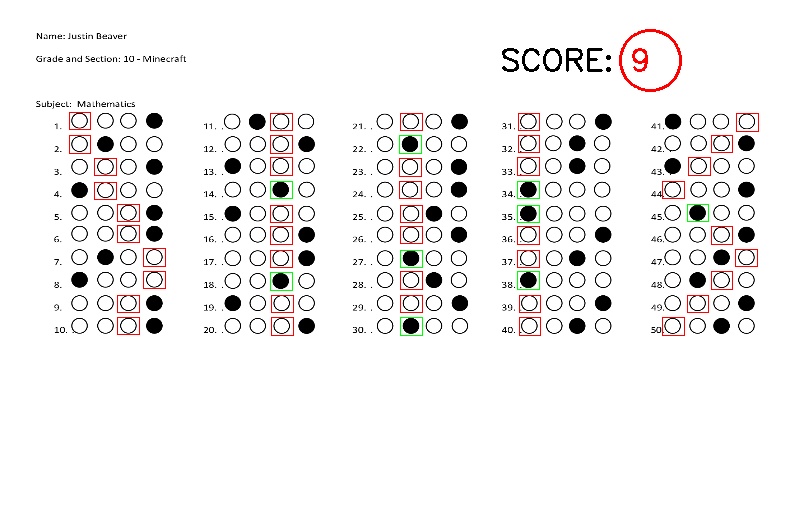 Name: Justin Beaver
Grade and Section: 10 - Minecraft
SCORE: 9
Subject: Mathematics
1. 11. . 21. . 31. 41.
2. 12. . 22. . 32. 42.
3. 13. . 23. . 33. 43.
4. 14. . 24. . 34. 44.
5. 15. . 25. . 35. 45.
6. 16. . 26. . 36. 46.
7. 17. . 27. . 37. 47.
8. 18. . 28. . 38. 48.
9. 19. . 29. . 39. 49.
10. 20. . 30. . 40. 50